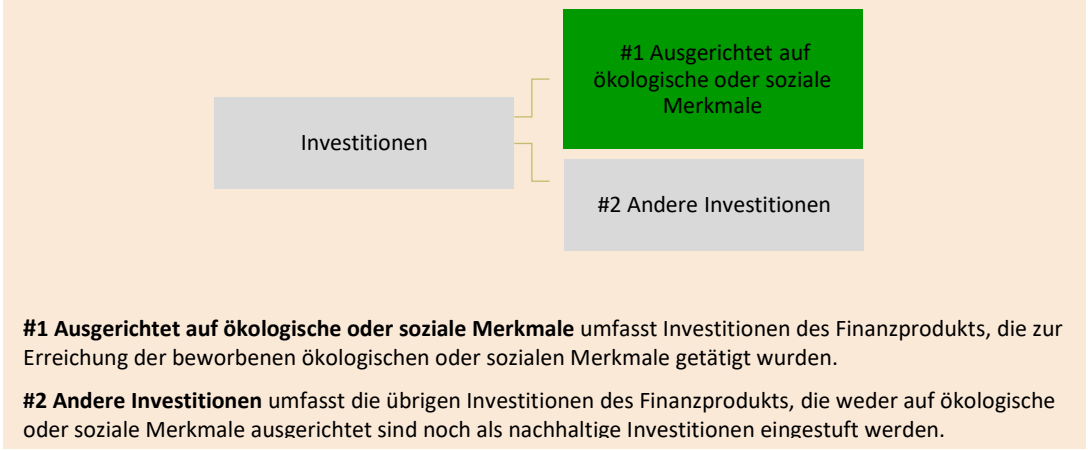 #1 Ausgerichtet auf
ökologische oder soziale
Merkmale
Investitionen
#2 Andere Investitionen
#1 Ausgerichtet auf ökologische oder soziale Merkmale umfasst Investitionen des Finanzprodukts, die zur
Erreichung der beworbenen ökologischen oder sozialen Merkmale getätigt wurden.
#2 Andere Investitionen umfasst die übrigen Investitionen des Finanzprodukts, die weder auf ökologische
oder soziale Merkmale ausgerichtet sind noch als nachhaltige Investitionen eingestuft werden.